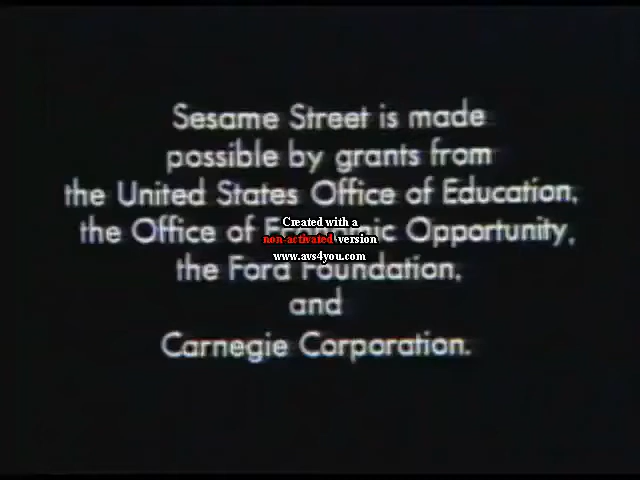 Sesame Street is made
possible by grants from
the United States Office of Education,
the Office of Economic Opportunity,
the Ford Foundation,
and
Carnegie Corporation.
Created with a
non-activated version
www.avs4you.com